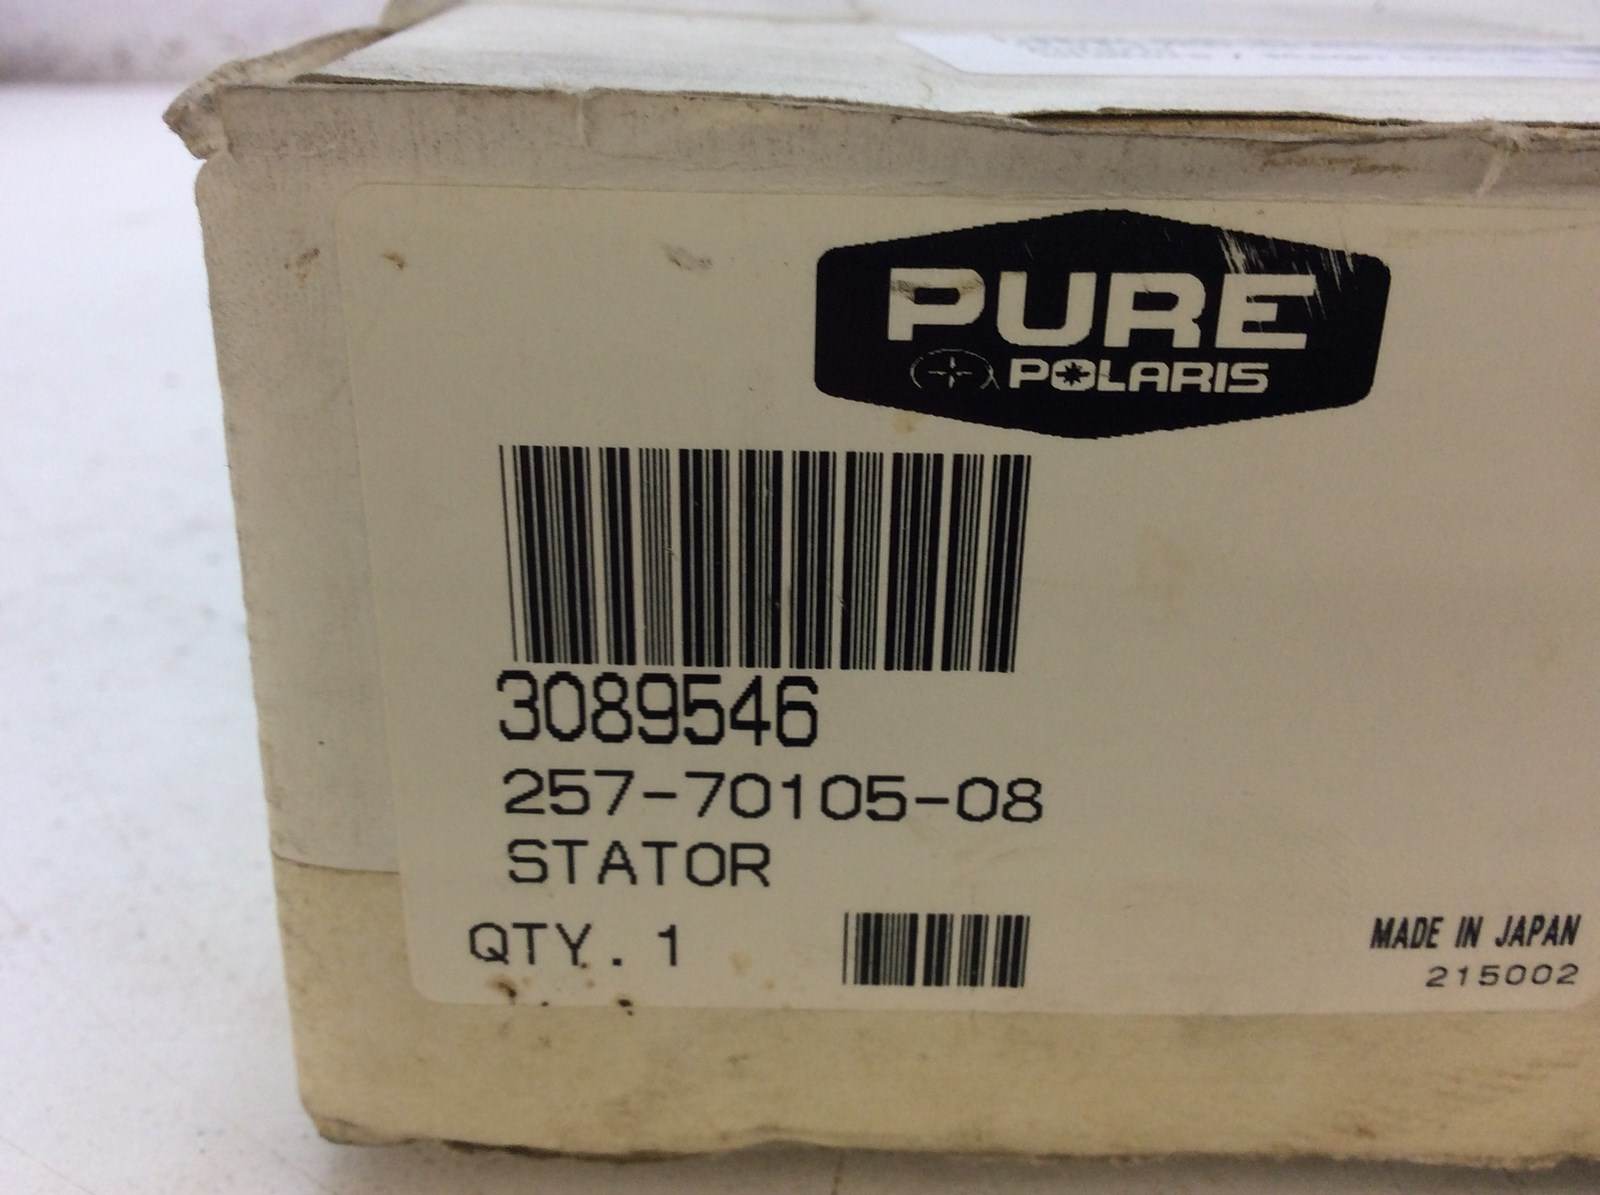 PURE
POLARIS
3089546
257-70105-08
STATOR
QTY. 1
MADE IN JAPAN
215002